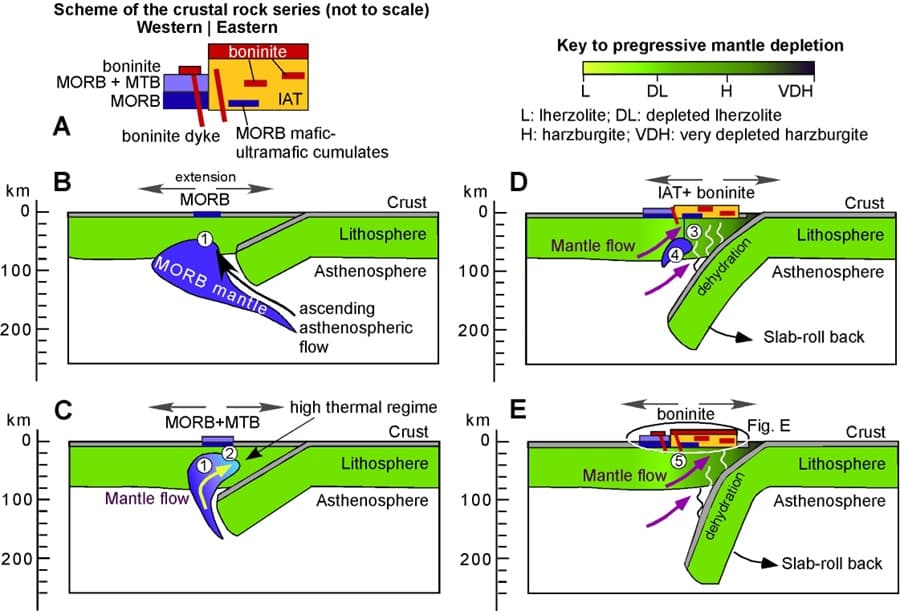 Scheme of the crustal rock series (not to scale)
Western | Eastern
boninite
boninite
MORB + MTB
MORB
IAT
A
boninite dyke
MORB mafic-
ultramafic cumulates
Key to pregressive mantle depletion
L
DL
H
VDH
L: lherzolite; DL: depleted lherzolite
H: harzburgite; VDH: very depleted harzburgite
B
extension
MORB
km
0
100
200
Crust
Lithosphere
Asthenosphere
1
MORB mantle
ascending
asthenospheric
flow
D
IAT+ boninite
km
0
100
200
Crust
Lithosphere
Asthenosphere
Mantle flow
3
4
dehydration
Slab-roll back
C
high thermal regime
MORB+MTB
km
0
100
200
Crust
Lithosphere
Asthenosphere
1
2
Mantle flow
E
boninite
Fig. E
km
0
100
200
Crust
Lithosphere
Asthenosphere
5
Mantle flow
dehydration
Slab-roll back